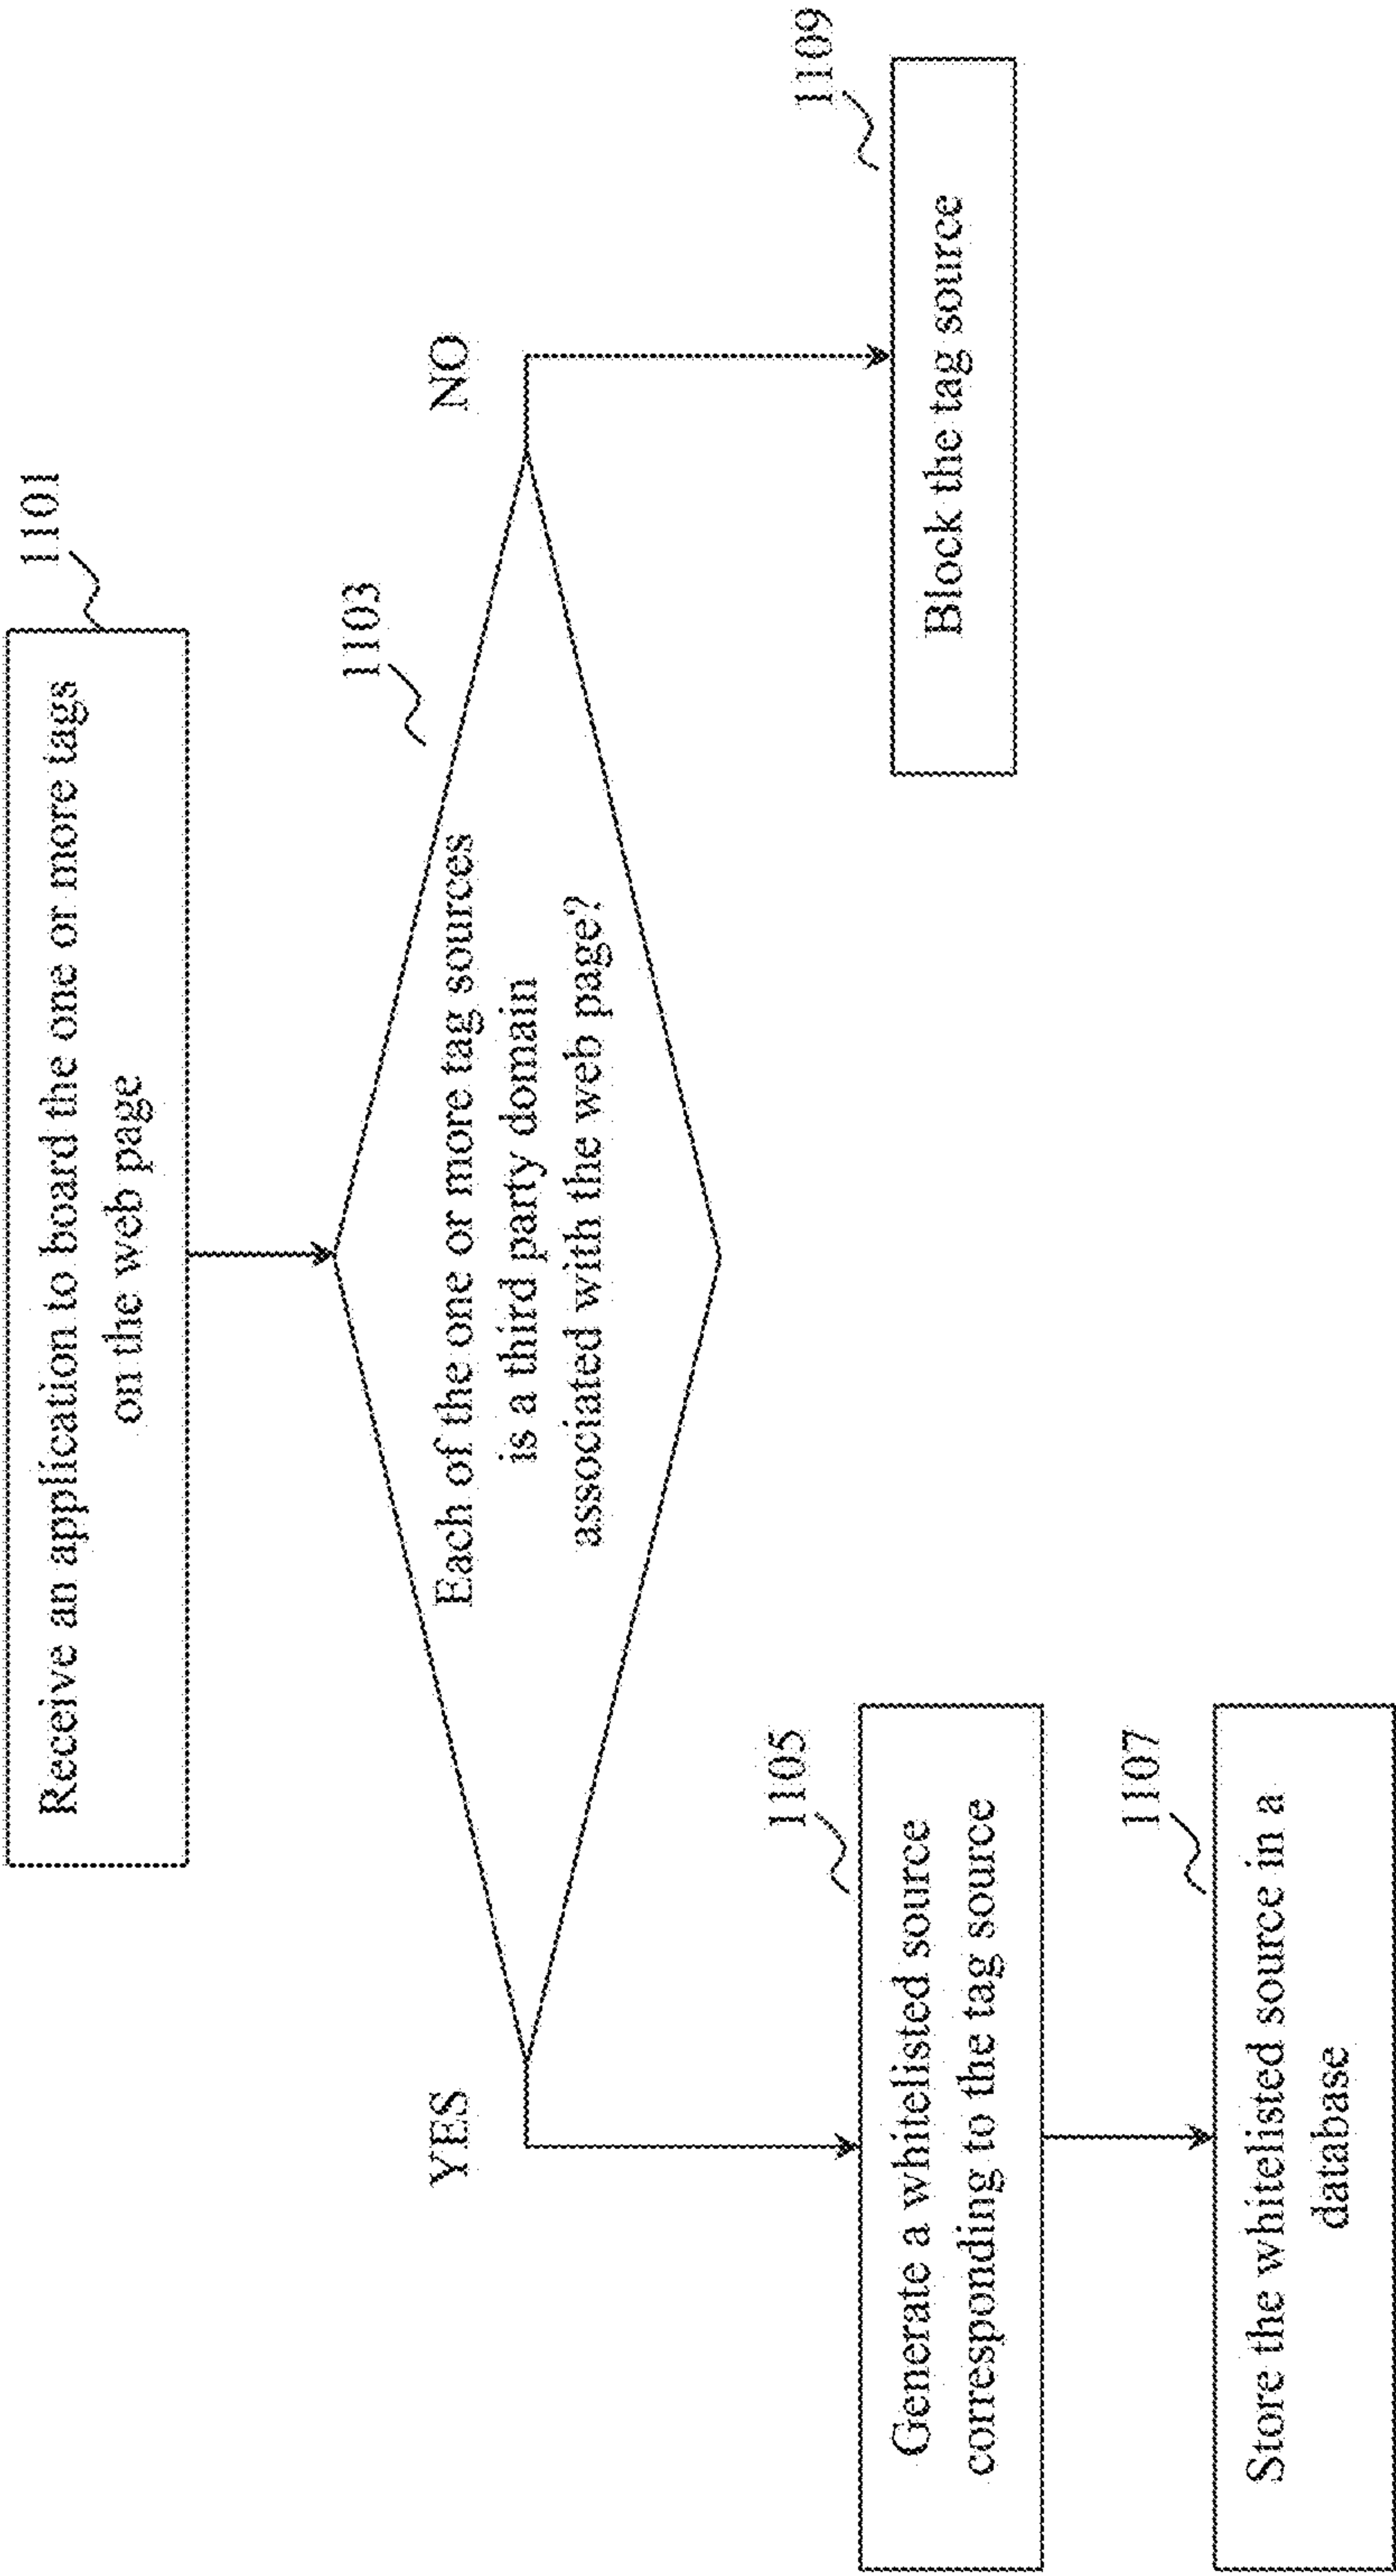 1101
Receive an application to board the one or more tags
on the web page
1103
Each of the one or more tag sources
is a third party domain
associated with the web page?
YES
NO
1105
Generate a whitelisted source
corresponding to the tag source
1109
Block the tag source
1107
Store the whitelisted source in a
database